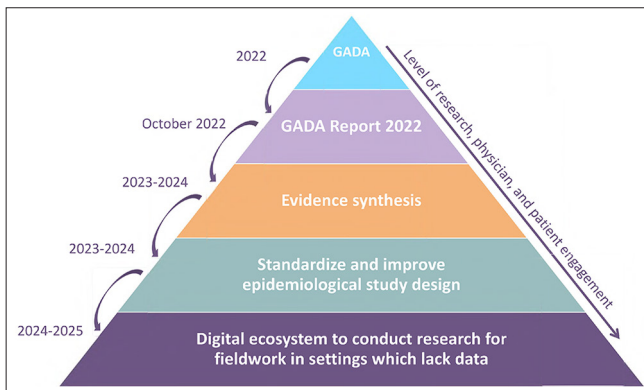 GADA
2022
GADA Report 2022
October 2022
Evidence synthesis
2023-2024
Standardize and improve
epidemiological study design
2023-2024
Digital ecosystem to conduct research for
fieldwork in settings which lack data
2024-2025
Level of research, physician, and patient engagement